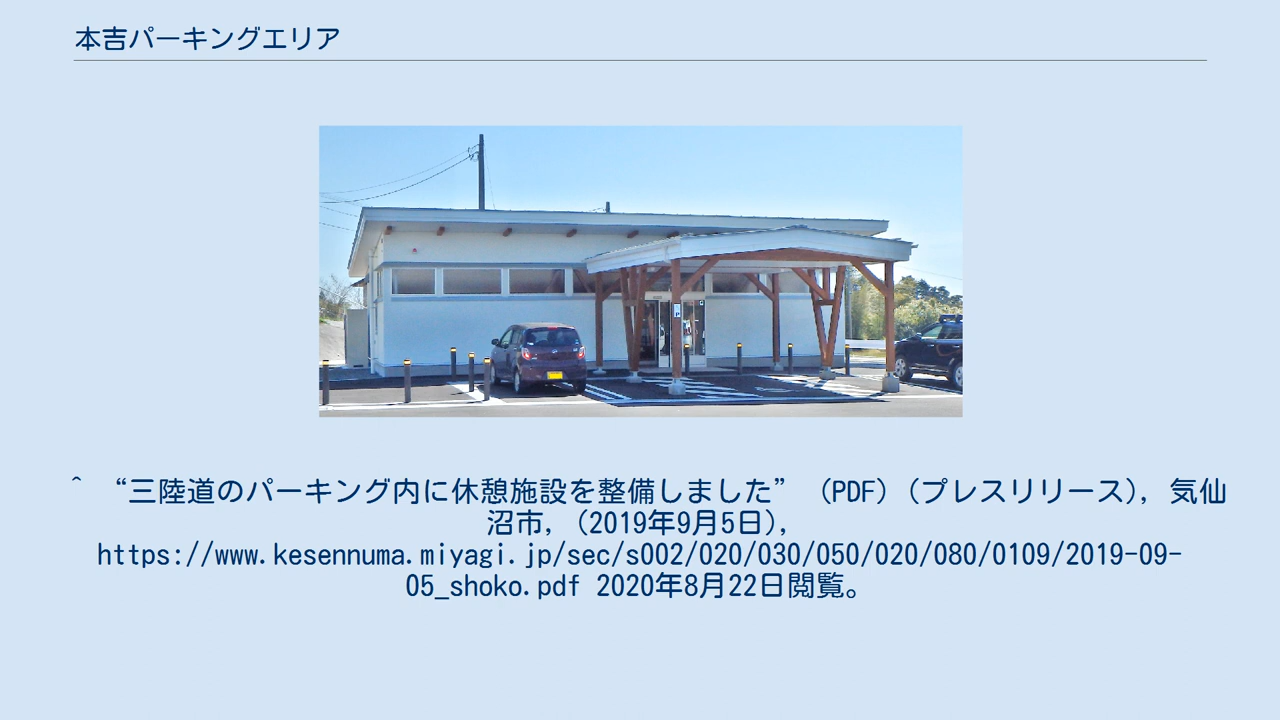 本吉パーキングエリア
^ “三陸道のパーキング内に休憩施設を整備しました” (PDF) (プレスリリース), 気仙
沼市, (2019年9月5日),
https://www.kesennuma.miyagi.jp/sec/s002/020/030/050/020/080/0109/2019-09-
05_shoko.pdf 2020年8月22日閲覧。